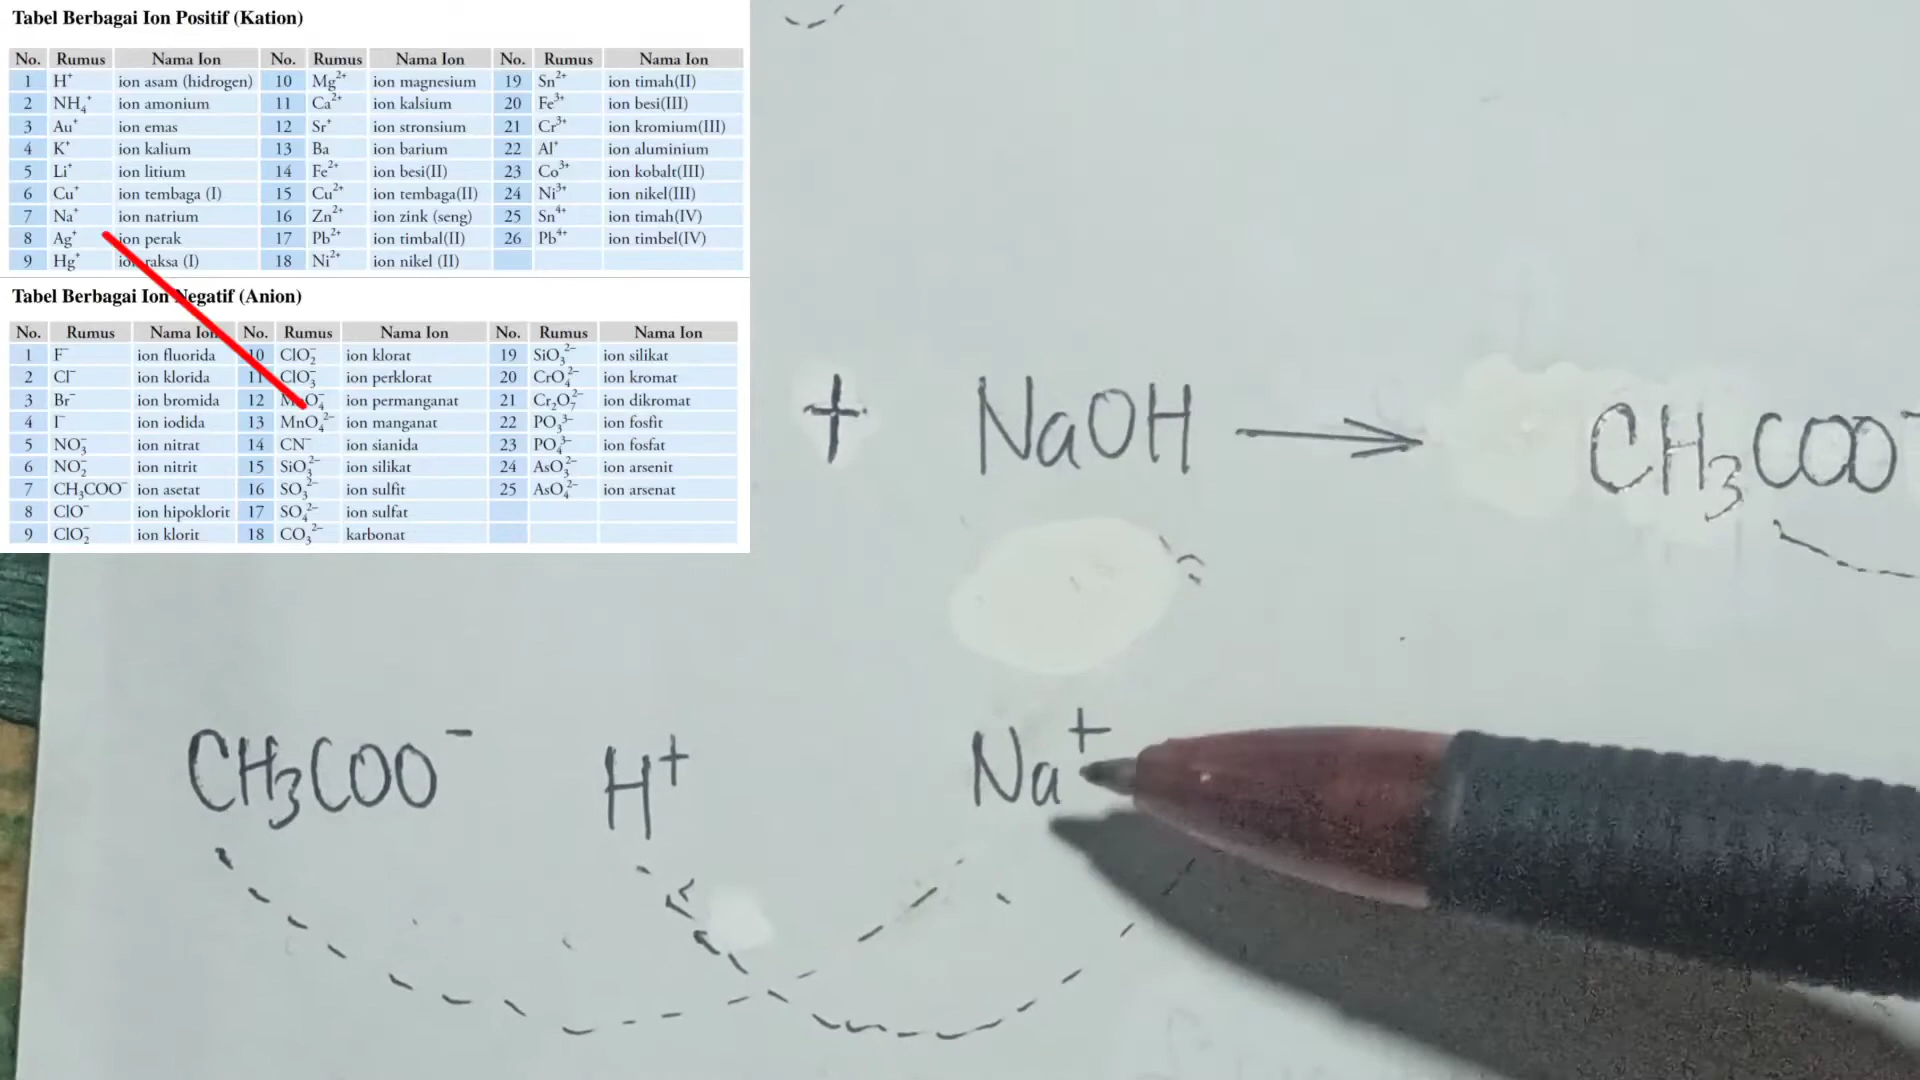 Tabel Berbagai Ion Positif (Kation)
No. Rumus Nama Ion No. Rumus Nama Ion No. Rumus Nama Ion
1 H⁺ ion asam (hidrogen) 10 Mg²⁺ ion magnesium 19 Sn²⁺ ion timah(II)
2 NH₄⁺ ion amonium 11 Ca²⁺ ion kalsium 20 Fe³⁺ ion besi(III)
3 Au⁺ ion emas 12 Sr⁺ ion stronsium 21 Cr³⁺ ion kromium(III)
4 K⁺ ion kalium 13 Ba ion barium 22 Al⁺ ion aluminium
5 Li⁺ ion litium 14 Fe²⁺ ion besi(II) 23 Co³⁺ ion kobalt(III)
6 Cu⁺ ion tembaga (I) 15 Cu²⁺ ion tembaga(II) 24 Ni³⁺ ion nikel(III)
7 Na⁺ ion natrium 16 Zn²⁺ ion zink (seng) 25 Sn⁴⁺ ion timah(IV)
8 Ag⁺ ion perak 17 Pb²⁺ ion timbal(II) 26 Pb⁴⁺ ion timbel(IV)
9 Hg⁺ ion raksa (I) 18 Ni²⁺ ion nikel (II)
Tabel Berbagai Ion Negatif (Anion)
No. Rumus Nama Ion No. Rumus Nama Ion No. Rumus Nama Ion
1 F⁻ ion fluorida 10 ClO₂⁻ ion klorat 19 SiO₃²⁻ ion silikat
2 Cl⁻ ion klorida 11 ClO₃⁻ ion perklorat 20 CrO₄²⁻ ion kromat
3 Br⁻ ion bromida 12 MnO₄⁻ ion permanganat 21 Cr₂O₇²⁻ ion dikromat
4 I⁻ ion iodida 13 MnO₄²⁻ ion manganat 22 PO₃³⁻ ion fosfit
5 NO₃⁻ ion nitrat 14 CN⁻ ion sianida 23 PO₄³⁻ ion fosfat
6 NO₂⁻ ion nitrit 15 SiO₃²⁻ ion silikat 24 AsO₃²⁻ ion arsenit
7 CH₃COO⁻ ion asetat 16 SO₃²⁻ ion sulfit 25 AsO₄²⁻ ion arsenat
8 ClO⁻ ion hipoklorit 17 SO₄²⁻ ion sulfat
9 ClO₂⁻ ion klorit 18 CO₃²⁻ karbonat
+ NaOH → CH₃COO⁻
CH₃COO⁻ H⁺ Na⁺